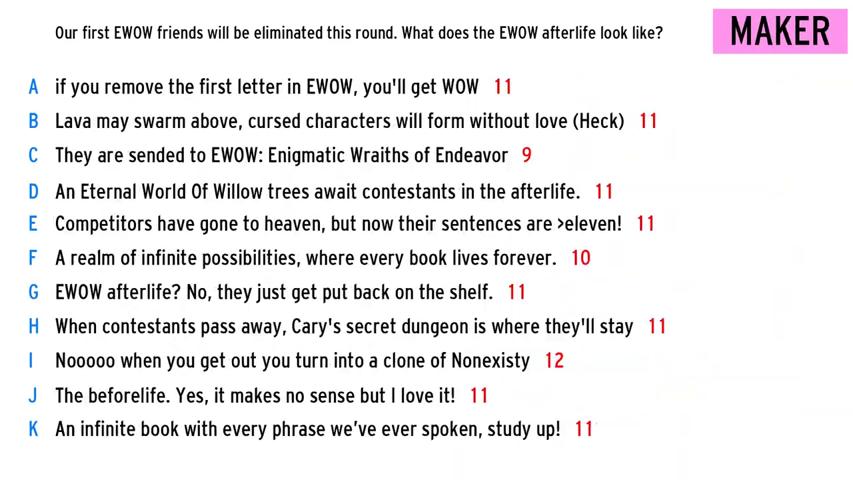 Our first EWOW friends will be eliminated this round. What does the EWOW afterlife look like?
MAKER
A if you remove the first letter in EWOW, you'll get WOW 11
B Lava may swarm above, cursed characters will form without love (Heck) 11
C They are sended to EWOW: Enigmatic Wraiths of Endeavor 9
D An Eternal World Of Willow trees await contestants in the afterlife. 11
E Competitors have gone to heaven, but now their sentences are >eleven! 11
F A realm of infinite possibilities, where every book lives forever. 10
G EWOW afterlife? No, they just get put back on the shelf. 11
H When contestants pass away, Cary's secret dungeon is where they'll stay 11
I Nooooo when you get out you turn into a clone of Nonexisty 12
J The beforelife. Yes, it makes no sense but I love it! 11
K An infinite book with every phrase we've ever spoken, study up! 11